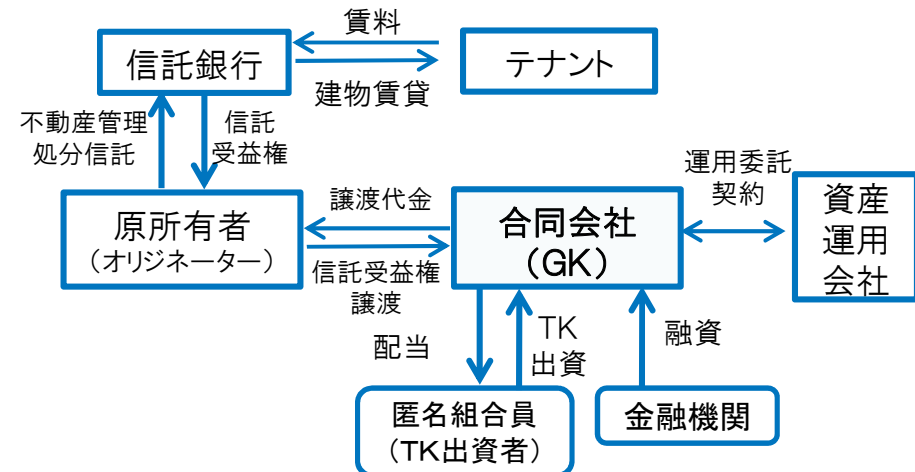 賃料
信託銀行
テナント
建物賃貸
不動産管理
処分信託
信託
受益権
運用委託
契約
原所有者
(オリジネーター)
譲渡代金
合同会社
(GK)
資産
運用
会社
信託受益権
譲渡
配当
TK
出資
融資
匿名組合員
(TK出資者)
金融機関